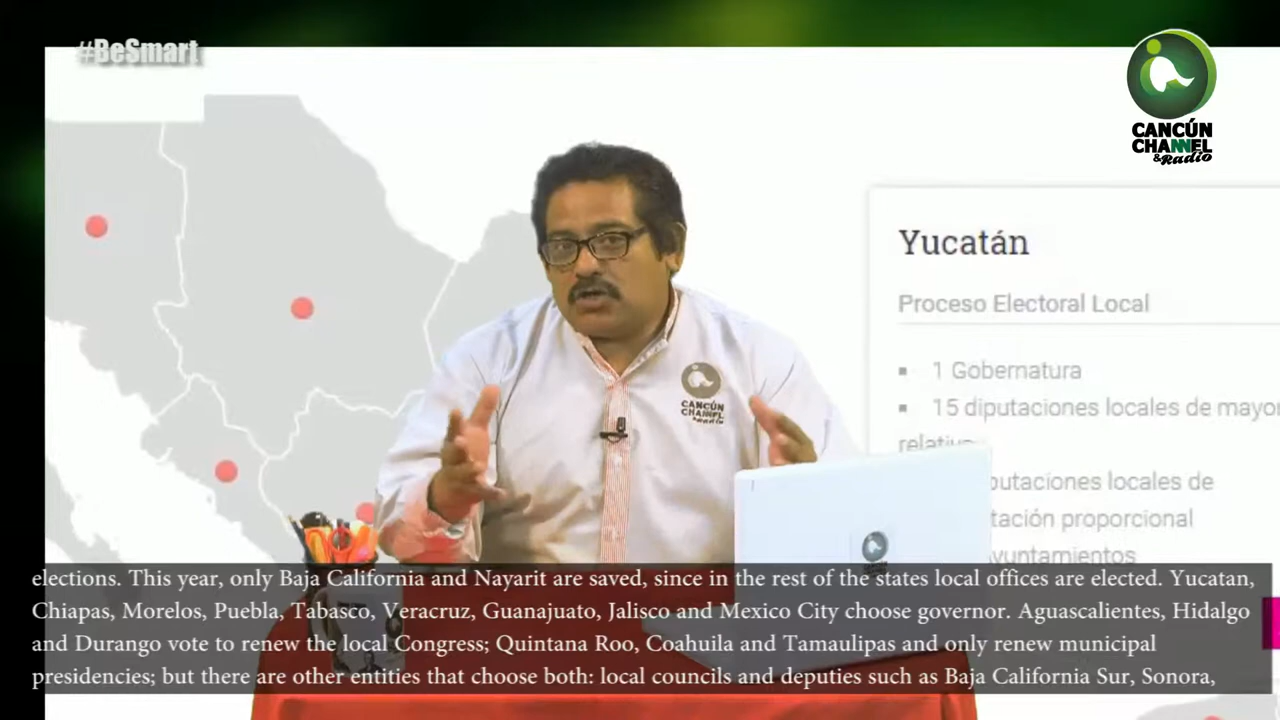 #BeSmart
CANCÚN
CHANNEL
&Radio
Yucatán
Proceso Electoral Local
1 Gobernatura
15 diputaciones locales de
CANCÚN
CHANNEL
elections. This year, only Baja California and Nayarit are saved, since in the rest of the states local offices are elected. Yucatan,
Chiapas, Morelos, Puebla, Tabasco, Veracruz, Guanajuato, Jalisco and Mexico City choose governor. Aguascalientes, Hidalgo
and Durango vote to renew the local Congress; Quintana Roo, Coahuila and Tamaulipas and only renew municipal
presidencies; but there are other entities that choose both: local councils and deputies such as Baja California Sur, Sonora,
locales de
proporcional